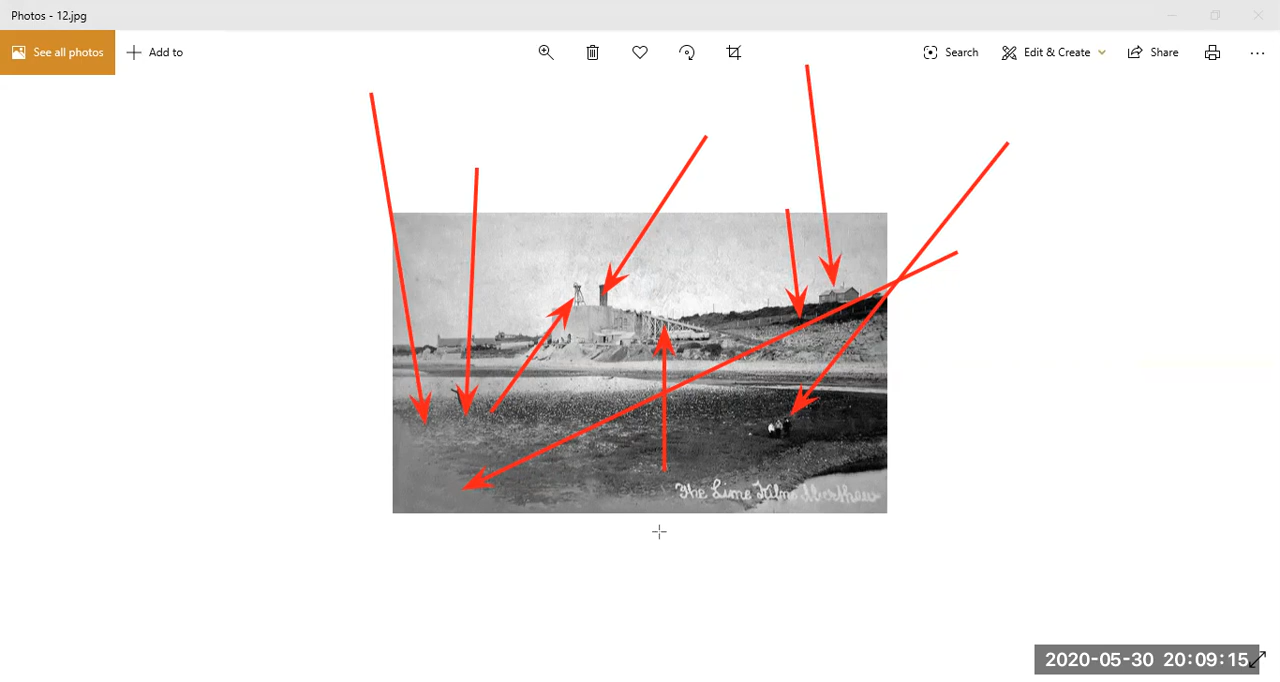 Photos - 12.jpg
See all photos
Add to
Search
Edit & Create
Share
The Lime Kilns Aberthaw
2020-05-30 20:09:15